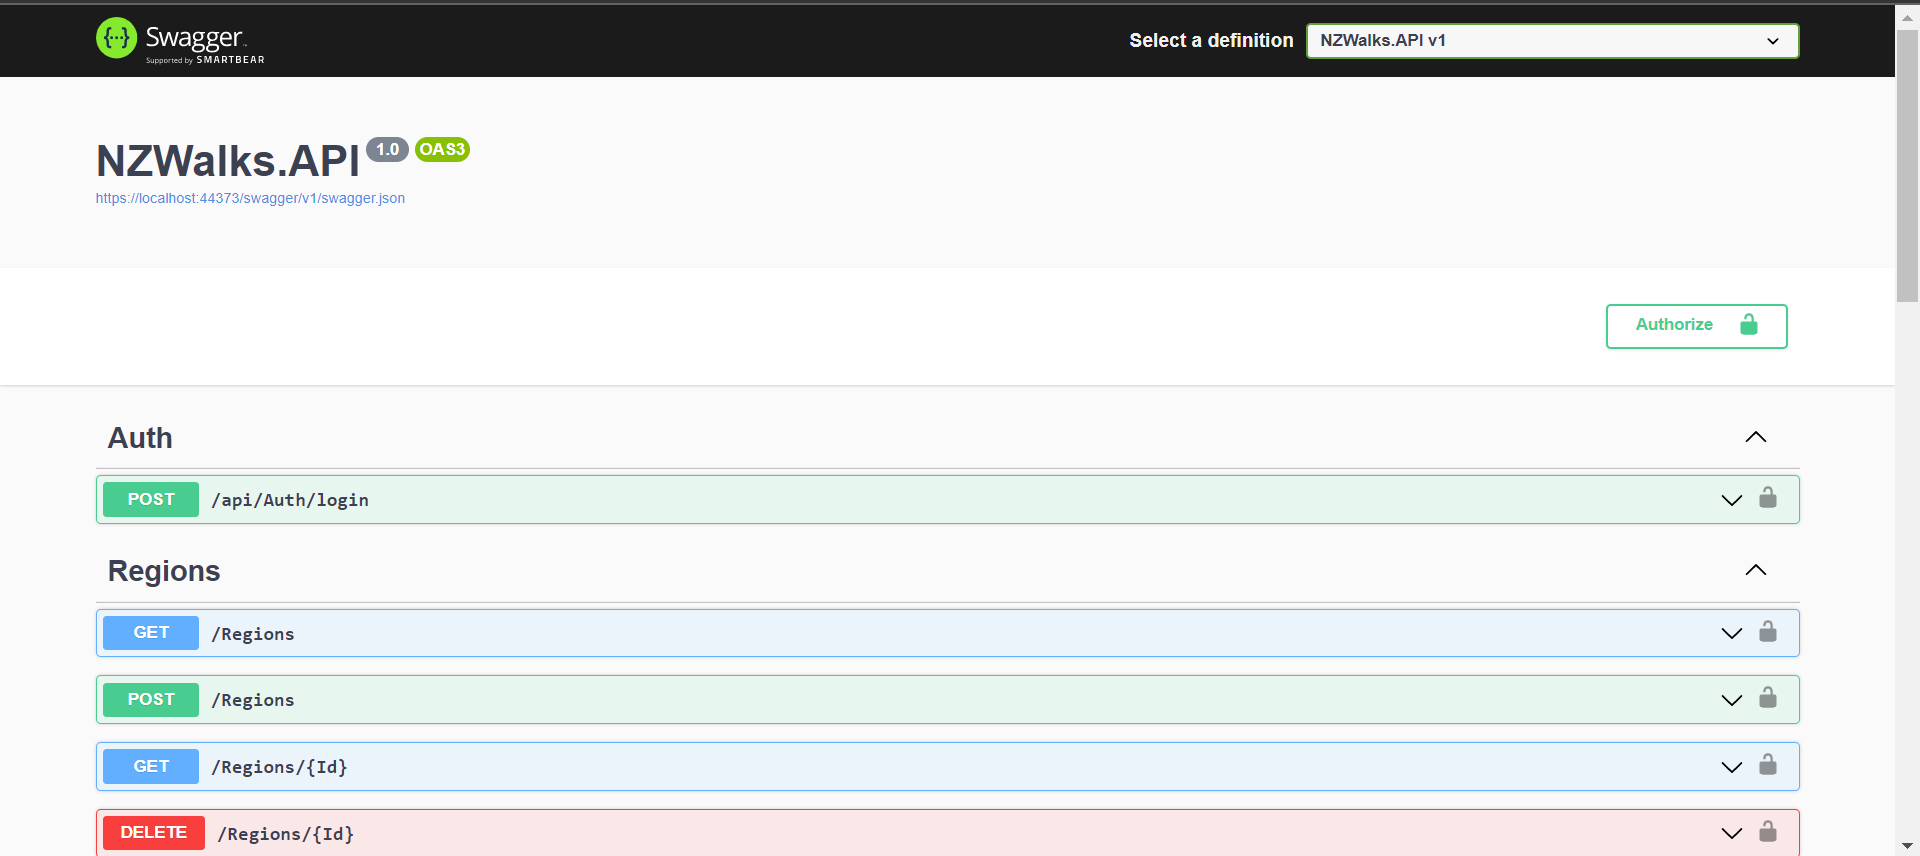 Swagger
Supported by SMARTBEAR
Select a definition
NZWalks.API v1
NZWalks.API 1.0 OAS3
https://localhost:44373/swagger/v1/swagger.json
Authorize
Auth
POST /api/Auth/login
Regions
GET /Regions
POST /Regions
GET /Regions/{Id}
DELETE /Regions/{Id}